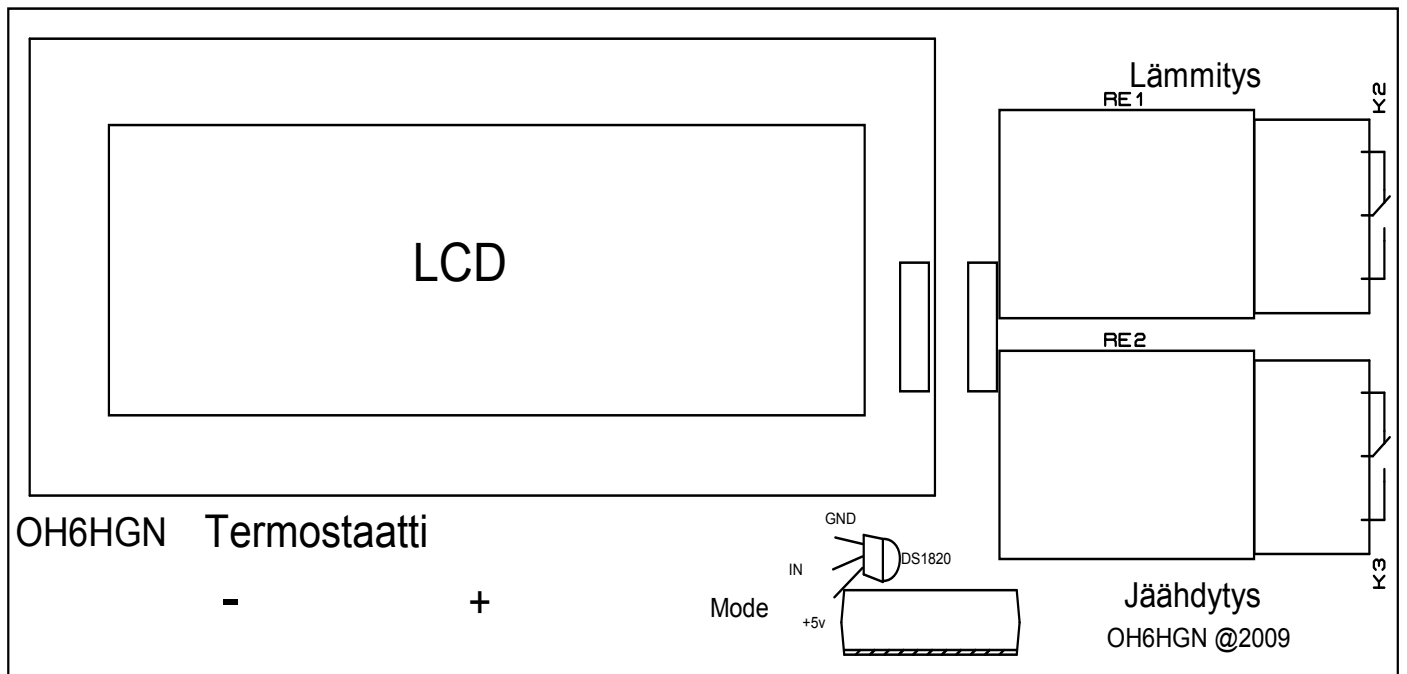 Lämmitys
RE1
K2
LCD
RE2
OH6HGN Termostaatti
GND
DS1820
IN
K3
- + Mode
+5v
Jäähdytys
OH6HGN @2009